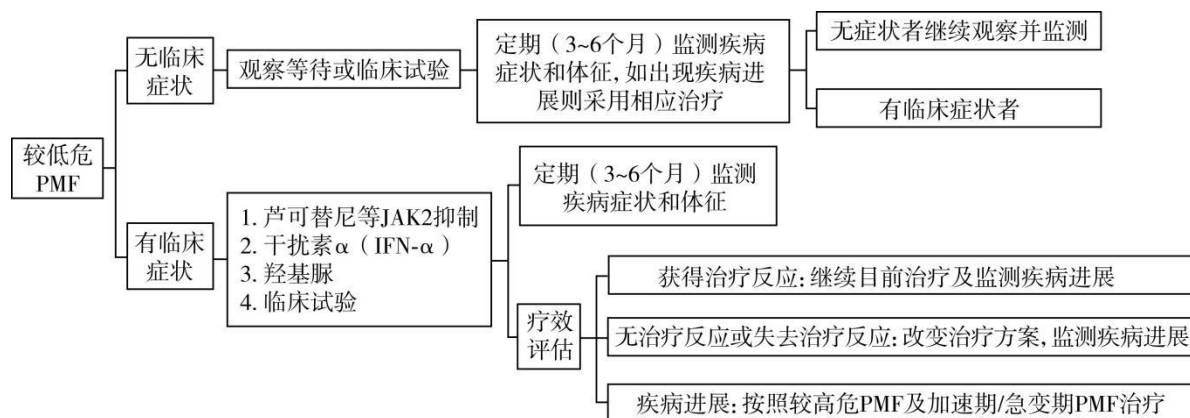 较低危
PMF
无临床
症状
观察等待或临床试验
定期（3~6个月）监测疾病
症状和体征，如出现疾病进
展则采用相应治疗
无症状者继续观察并监测
有临床症状者
有临床
症状
1. 芦可替尼等JAK2抑制
2. 干扰素α（IFN-α）
3. 羟基脲
4. 临床试验
定期（3~6个月）监测
疾病症状和体征
疗效
评估
获得治疗反应：继续目前治疗及监测疾病进展
无治疗反应或失去治疗反应：改变治疗方案，监测疾病进展
疾病进展：按照较高危PMF及加速期/急变期PMF治疗